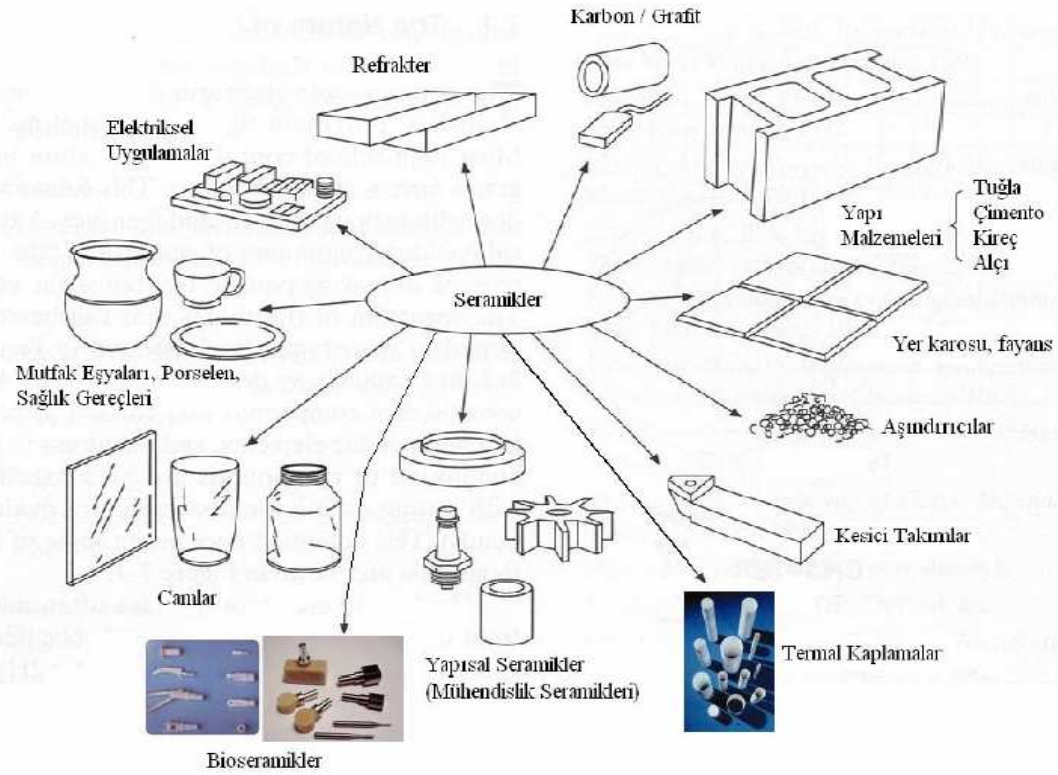 Karbon / Grafit
Refrakter
Elektriksel
Uygulamalar
Tuğla
Çimento
Kireç
Alçı
Yapı
Malzemeleri
Seramikler
Yer karosu, fayans
Mutfak Eşyaları, Porselen,
Sağlık Gereçleri
Aşındırıcılar
Kesici Takımlar
Camlar
Yapısal Seramikler
(Mühendislik Seramikleri)
Termal Kaplamalar
Bioseramikler